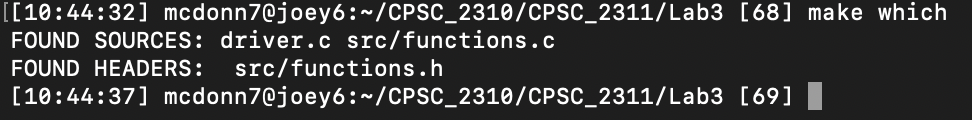 [[10:44:32] mcdonn7@joey6:~/CPSC_2310/CPSC_2311/Lab3 [68] make which
FOUND SOURCES: driver.c src/functions.c
FOUND HEADERS:  src/functions.h
[10:44:37] mcdonn7@joey6:~/CPSC_2310/CPSC_2311/Lab3 [69]